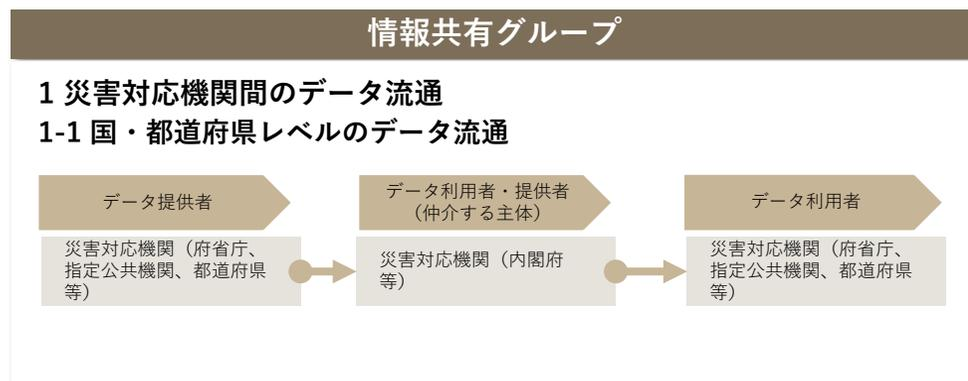 情報共有グループ
1 災害対応機関間のデータ流通
1-1 国・都道府県レベルのデータ流通
データ提供者
データ利用者・提供者
（仲介する主体）
データ利用者
災害対応機関（府省庁、
指定公共機関、都道府県
等）
災害対応機関（内閣府
等）
災害対応機関（府省庁、
指定公共機関、都道府県
等）